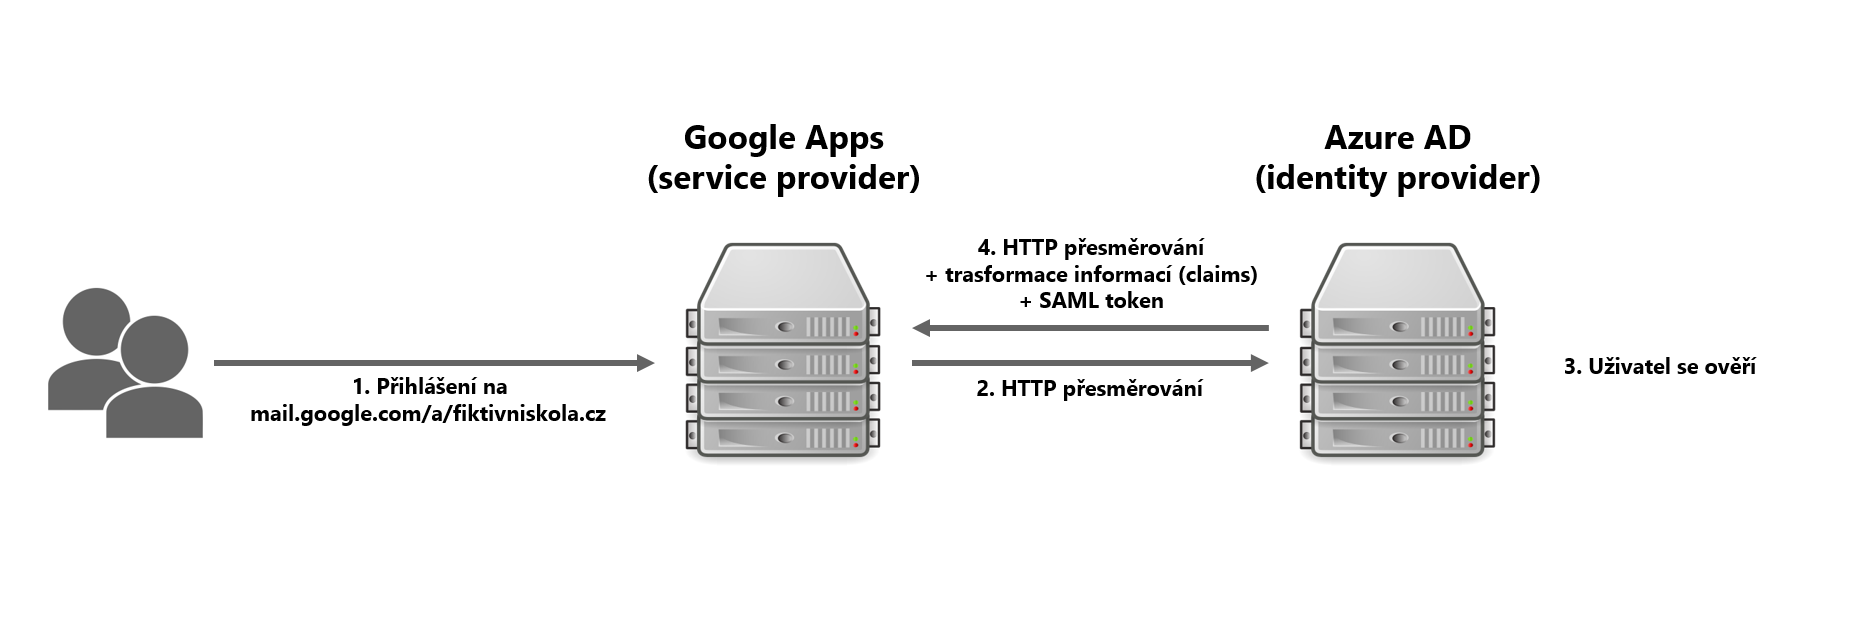 Google Apps
(service provider)
Azure AD
(identity provider)
1. Přihlášení na
mail.google.com/a/fiktivniskola.cz
2. HTTP přesměrování
3. Uživatel se ověří
4. HTTP přesměrování
+ trasformace informací (claims)
+ SAML token